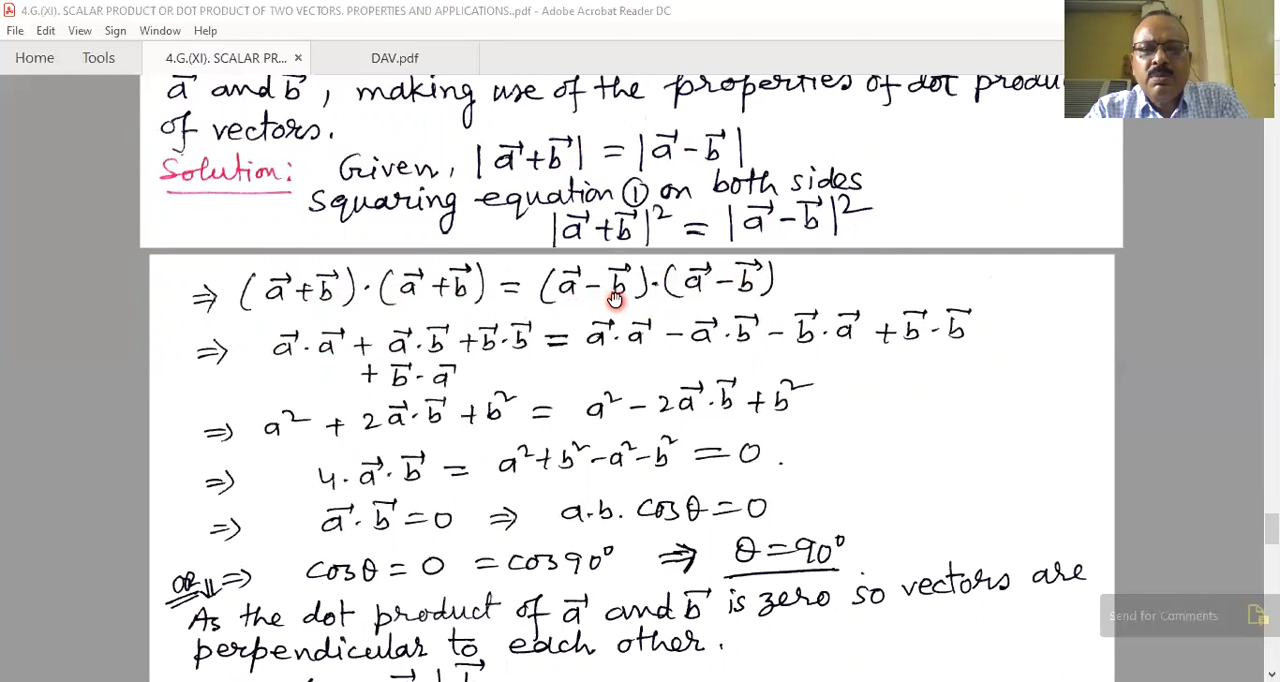 4.G.(XI). SCALAR PRODUCT OR DOT PRODUCT OF TWO VECTORS. PROPERTIES AND APPLICATIONS..pdf - Adobe Acrobat Reader DC
File Edit View Sign Window Help
Home Tools 4.G.(XI). SCALAR PR... × DAV.pdf
a⃗ and b⃗, making use of the properties of dot produ
of vectors.
Solution: Given, |a⃗+b⃗| = |a⃗-b⃗|
Squaring equation ① on both sides
|a⃗+b⃗|² = |a⃗-b⃗|²
⇒ (a⃗+b⃗)·(a⃗+b⃗) = (a⃗-b⃗)·(a⃗-b⃗)
⇒ a⃗·a⃗ + a⃗·b⃗ + b⃗·b⃗ = a⃗·a⃗ - a⃗·b⃗ - b⃗·a⃗ + b⃗·b⃗
+ b⃗·a⃗
⇒ a² + 2a⃗·b⃗ + b² = a² - 2a⃗·b⃗ + b²
⇒ 4·a⃗·b⃗ = a²+b²-a²-b² = 0.
⇒ a⃗·b⃗ = 0 ⇒ a.b. cosθ = 0
OR ⇒ cosθ = 0 = cos90° ⇒ θ = 90°
As the dot product of a⃗ and b⃗ is zero so vectors are
perpendicular to each other.
Send for Comments